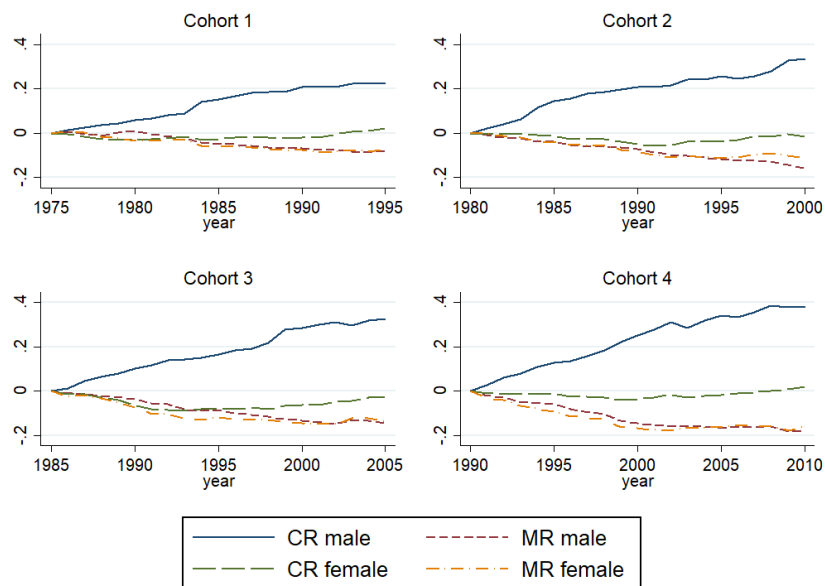 Cohort 1
.4
.2
0
-.2
1975 1980 1985 1990 1995
year
Cohort 2
.4
.2
0
-.2
1980 1985 1990 1995 2000
year
Cohort 3
.4
.2
0
-.2
1985 1990 1995 2000 2005
year
Cohort 4
.4
.2
0
-.2
1990 1995 2000 2005 2010
year
CR male MR male
CR female MR female